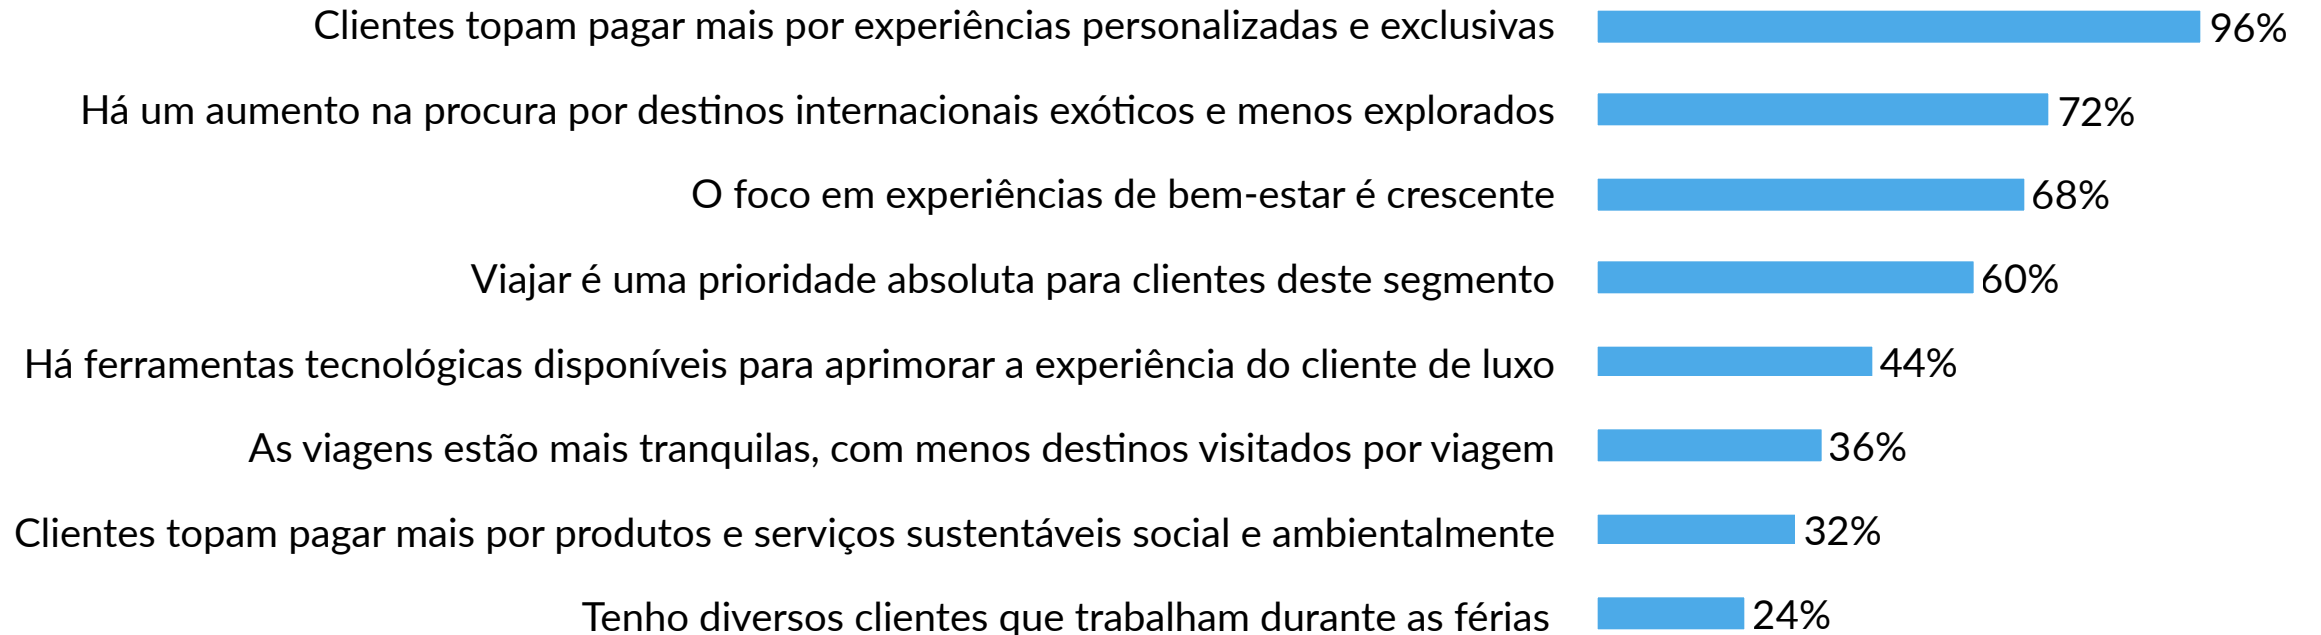 Clientes topam pagar mais por experiências personalizadas e exclusivas 96%
Há um aumento na procura por destinos internacionais exóticos e menos explorados 72%
O foco em experiências de bem-estar é crescente 68%
Viajar é uma prioridade absoluta para clientes deste segmento 60%
Há ferramentas tecnológicas disponíveis para aprimorar a experiência do cliente de luxo 44%
As viagens estão mais tranquilas, com menos destinos visitados por viagem 36%
Clientes topam pagar mais por produtos e serviços sustentáveis social e ambientalmente 32%
Tenho diversos clientes que trabalham durante as férias 24%